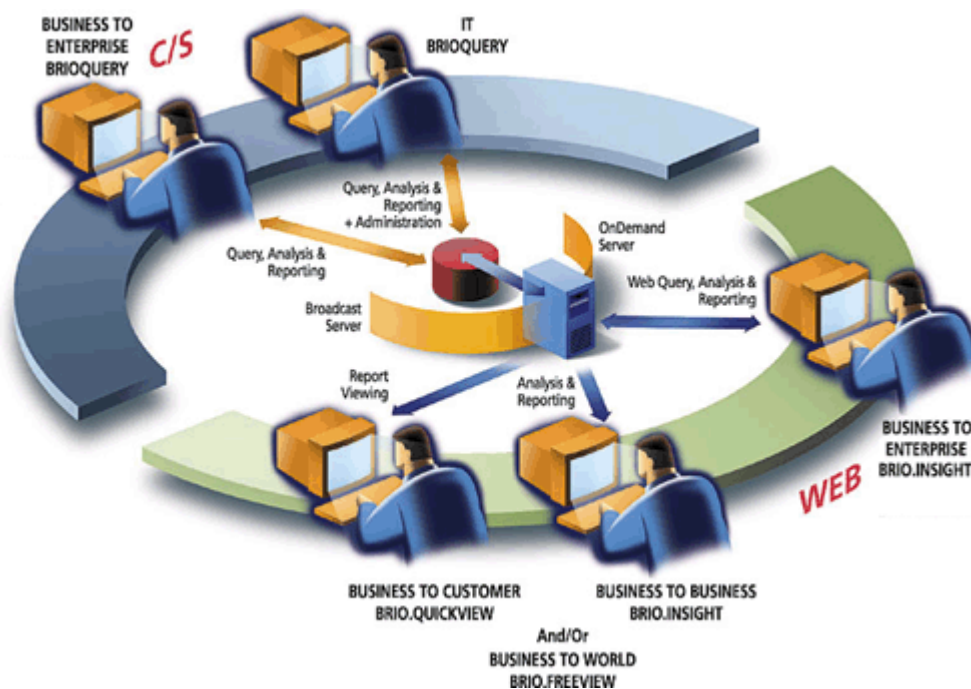 BUSINESS TO
ENTERPRISE
BRIOQUERY
C/S
IT
BRIOQUERY
Query, Analysis &
Reporting
+ Administration
OnDemand
Server
Query, Analysis &
Reporting
Web Query, Analysis &
Reporting
Broadcast
Server
Report
Viewing
Analysis &
Reporting
BUSINESS TO
ENTERPRISE
BRIO.INSIGHT
WEB
BUSINESS TO CUSTOMER
BRIO.QUICKVIEW
BUSINESS TO BUSINESS
BRIO.INSIGHT
And/Or
BUSINESS TO WORLD
BRIO.FREEVIEW